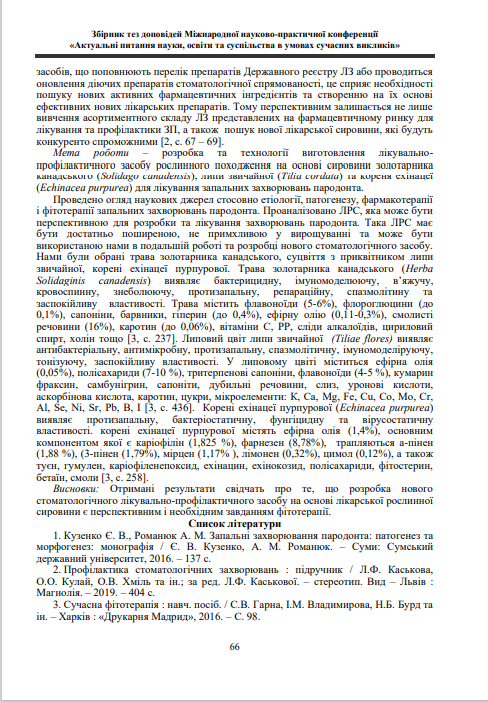 Збірник тез доповідей Міжнародної науково-практичної конференції
«Актуальні питання науки, освіти та суспільства в умовах сучасних викликів»
засобів, що поповнюють перелік препаратів Державного реєстру ЛЗ або проводиться
оновлення діючих препаратів стоматологічної спрямованості, це сприяє необхідності
пошуку нових активних фармацевтичних інгредієнтів та створенню на їх основі
ефективних нових лікарських препаратів. Тому перспективним залишається не лише
вивчення асортиментного складу ЛЗ представлених на фармацевтичному ринку для
лікування та профілактики ЗП, а також пошук нової лікарської сировини, які будуть
конкуренто спроможними [2, с. 67 – 69].
Мета роботи – розробка та технології виготовлення лікувально-
профілактичного засобу рослинного походження на основі сировини золотарника
канадського (Solidago canadensis), липи звичайної (Tilia cordata) та кореня ехінацеї
(Echinacea purpurea) для лікування запальних захворювань пародонта.
Проведено огляд наукових джерел стосовно етіології, патогенезу, фармакотерапії
і фітотерапії запальних захворювань пародонта. Проаналізовано ЛРС, яка може бути
перспективною для розробки та лікування захворювань пародонта. Така ЛРС має
бути достатньо поширеною, не примхливою у вирощуванні та може бути
використаною нами в подальшій роботі та розробці нового стоматологічного засобу.
Нами були обрані трава золотарника канадського, суцвіття з приквітником липи
звичайної, корені ехінацеї пурпурової. Трава золотарника канадського (Herba
Solidaginis canadensis) виявляє бактерицидну, імуномоделюючу, в’яжучу,
кровоспинну, знеболюючу, протизапальну, репараційну, спазмолітину та
заспокійливу властивості. Трава містить флавоноїди (5-6%), флороглюцини (до
0,1%), сапоніни, барвники, гіперин (до 0,4%), ефірну олію (0,11-0,3%), смолисті
речовини (16%), каротин (до 0,06%), вітаміни С, РР, сліди алкалоїдів, цириловий
спирт, холін тощо [3, с. 237]. Липовий цвіт липи звичайної (Tiliae flores) виявляє
антибактеріальну, антимікробну, протизапальну, спазмолітичну, імуномоделіруючу,
тонізуючу, заспокійливу властивості. У липовому цвіті міститься ефірна олія
(0,05%), полісахариди (7-10 %), тритерпенові сапоніни, флавоноїди (4-5 %), кумарин
фраксин, самбунігрин, сапоніти, дубильні речовини, слиз, уронові кислоти,
аскорбінова кислота, каротин, цукри, мікроелементи: K, Ca, Mg, Fe, Cu, Co, Mo, Cr,
Al, Se, Ni, Sr, Pb, B, I [3, с. 436]. Корені ехінацеї пурпурової (Echinacea purpurea)
виявляє протизапальну, бактеріостатичну, фунгіцидну та вірусостатичну
властивості. корені ехінацеї пурпурової містять ефірна олія (1,4%), основним
компонентом якої є каріофілін (1,825 %), фарнезен (8,78%), трапляються а-пінен
(1,88 %), (3-пінен (1,79%), мірцен (1,17% ), лімонен (0,32%), цимол (0,12%), а також
туєн, гумулен, каріофіленепоксид, ехінацин, ехінокозид, полісахариди, фітостерин,
бетаїн, смоли [3, с. 258].
Висновки: Отримані результати свідчать про те, що розробка нового
стоматологічного лікувально-профілактичного засобу на основі лікарської рослинної
сировини є перспективним і необхідним завданням фітотерапії.
Список літератури
1. Кузенко Є. В., Романюк А. М. Запальні захворювання пародонта: патогенез та
морфогенез: монографія / Є. В. Кузенко, А. М. Романюк. – Суми: Сумський
державний університет, 2016. – 137 с.
2. Профілактика стоматологічних захворювань : підручник / Л.Ф. Каськова,
О.О. Кулай, О.В. Хміль та ін.; за ред. Л.Ф. Каськової. – стереотип. Вид – Львів :
Магнолія. – 2019. – 404 с.
3. Сучасна фітотерапія : навч. посіб. / С.В. Гарна, І.М. Владимирова, Н.Б. Бурд та
ін. – Харків : «Друкарня Мадрид», 2016. – С. 98.
66